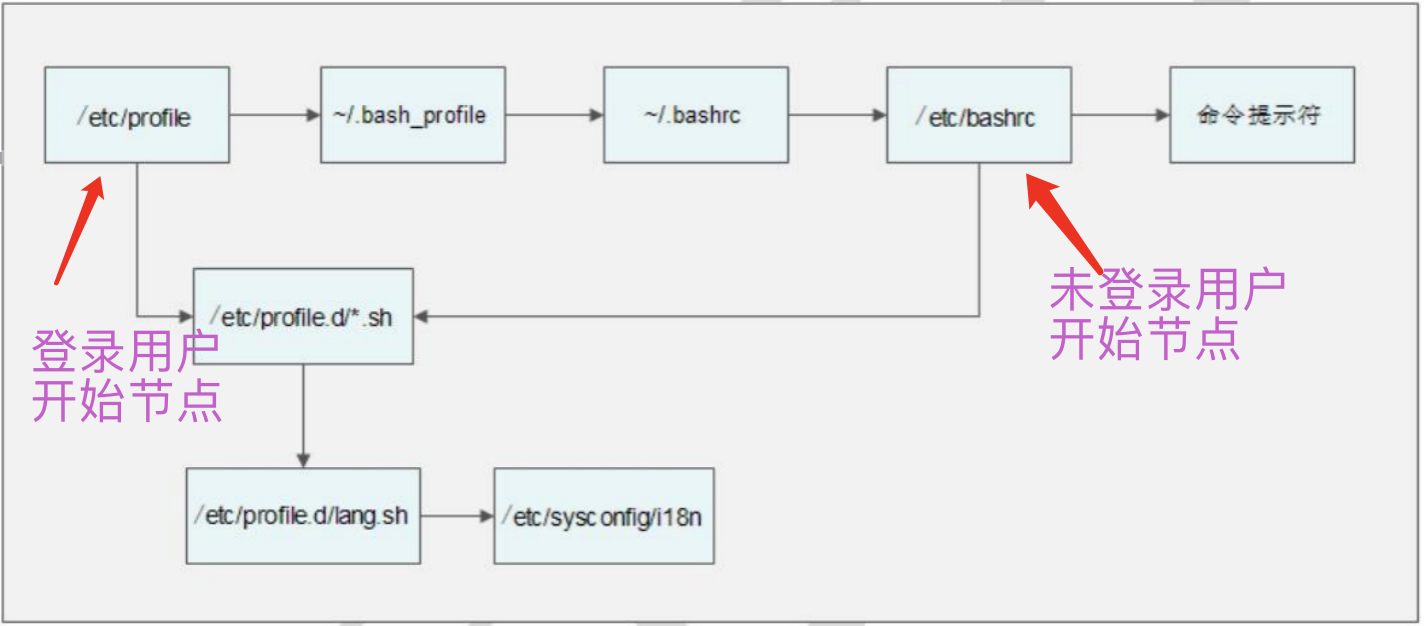 /etc/profile
~/.bash_profile
~/.bashrc
/etc/bashrc
命令提示符
/etc/profile.d/*.sh
未登录用户
开始节点
登录用户
开始节点
/etc/profile.d/lang.sh
/etc/sysconfig/i18n